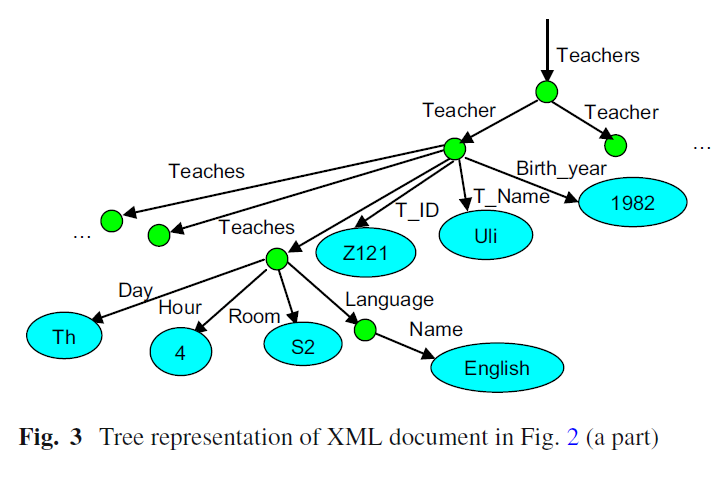 Teachers
Teacher
Teacher
...
Teaches
Birth_year
1982
T_Name
T_ID
...
Teaches
Uli
Z121
Day
Hour
Room
Language
Name
Th
4
S2
English
Fig. 3 Tree representation of XML document in Fig. 2 (a part)